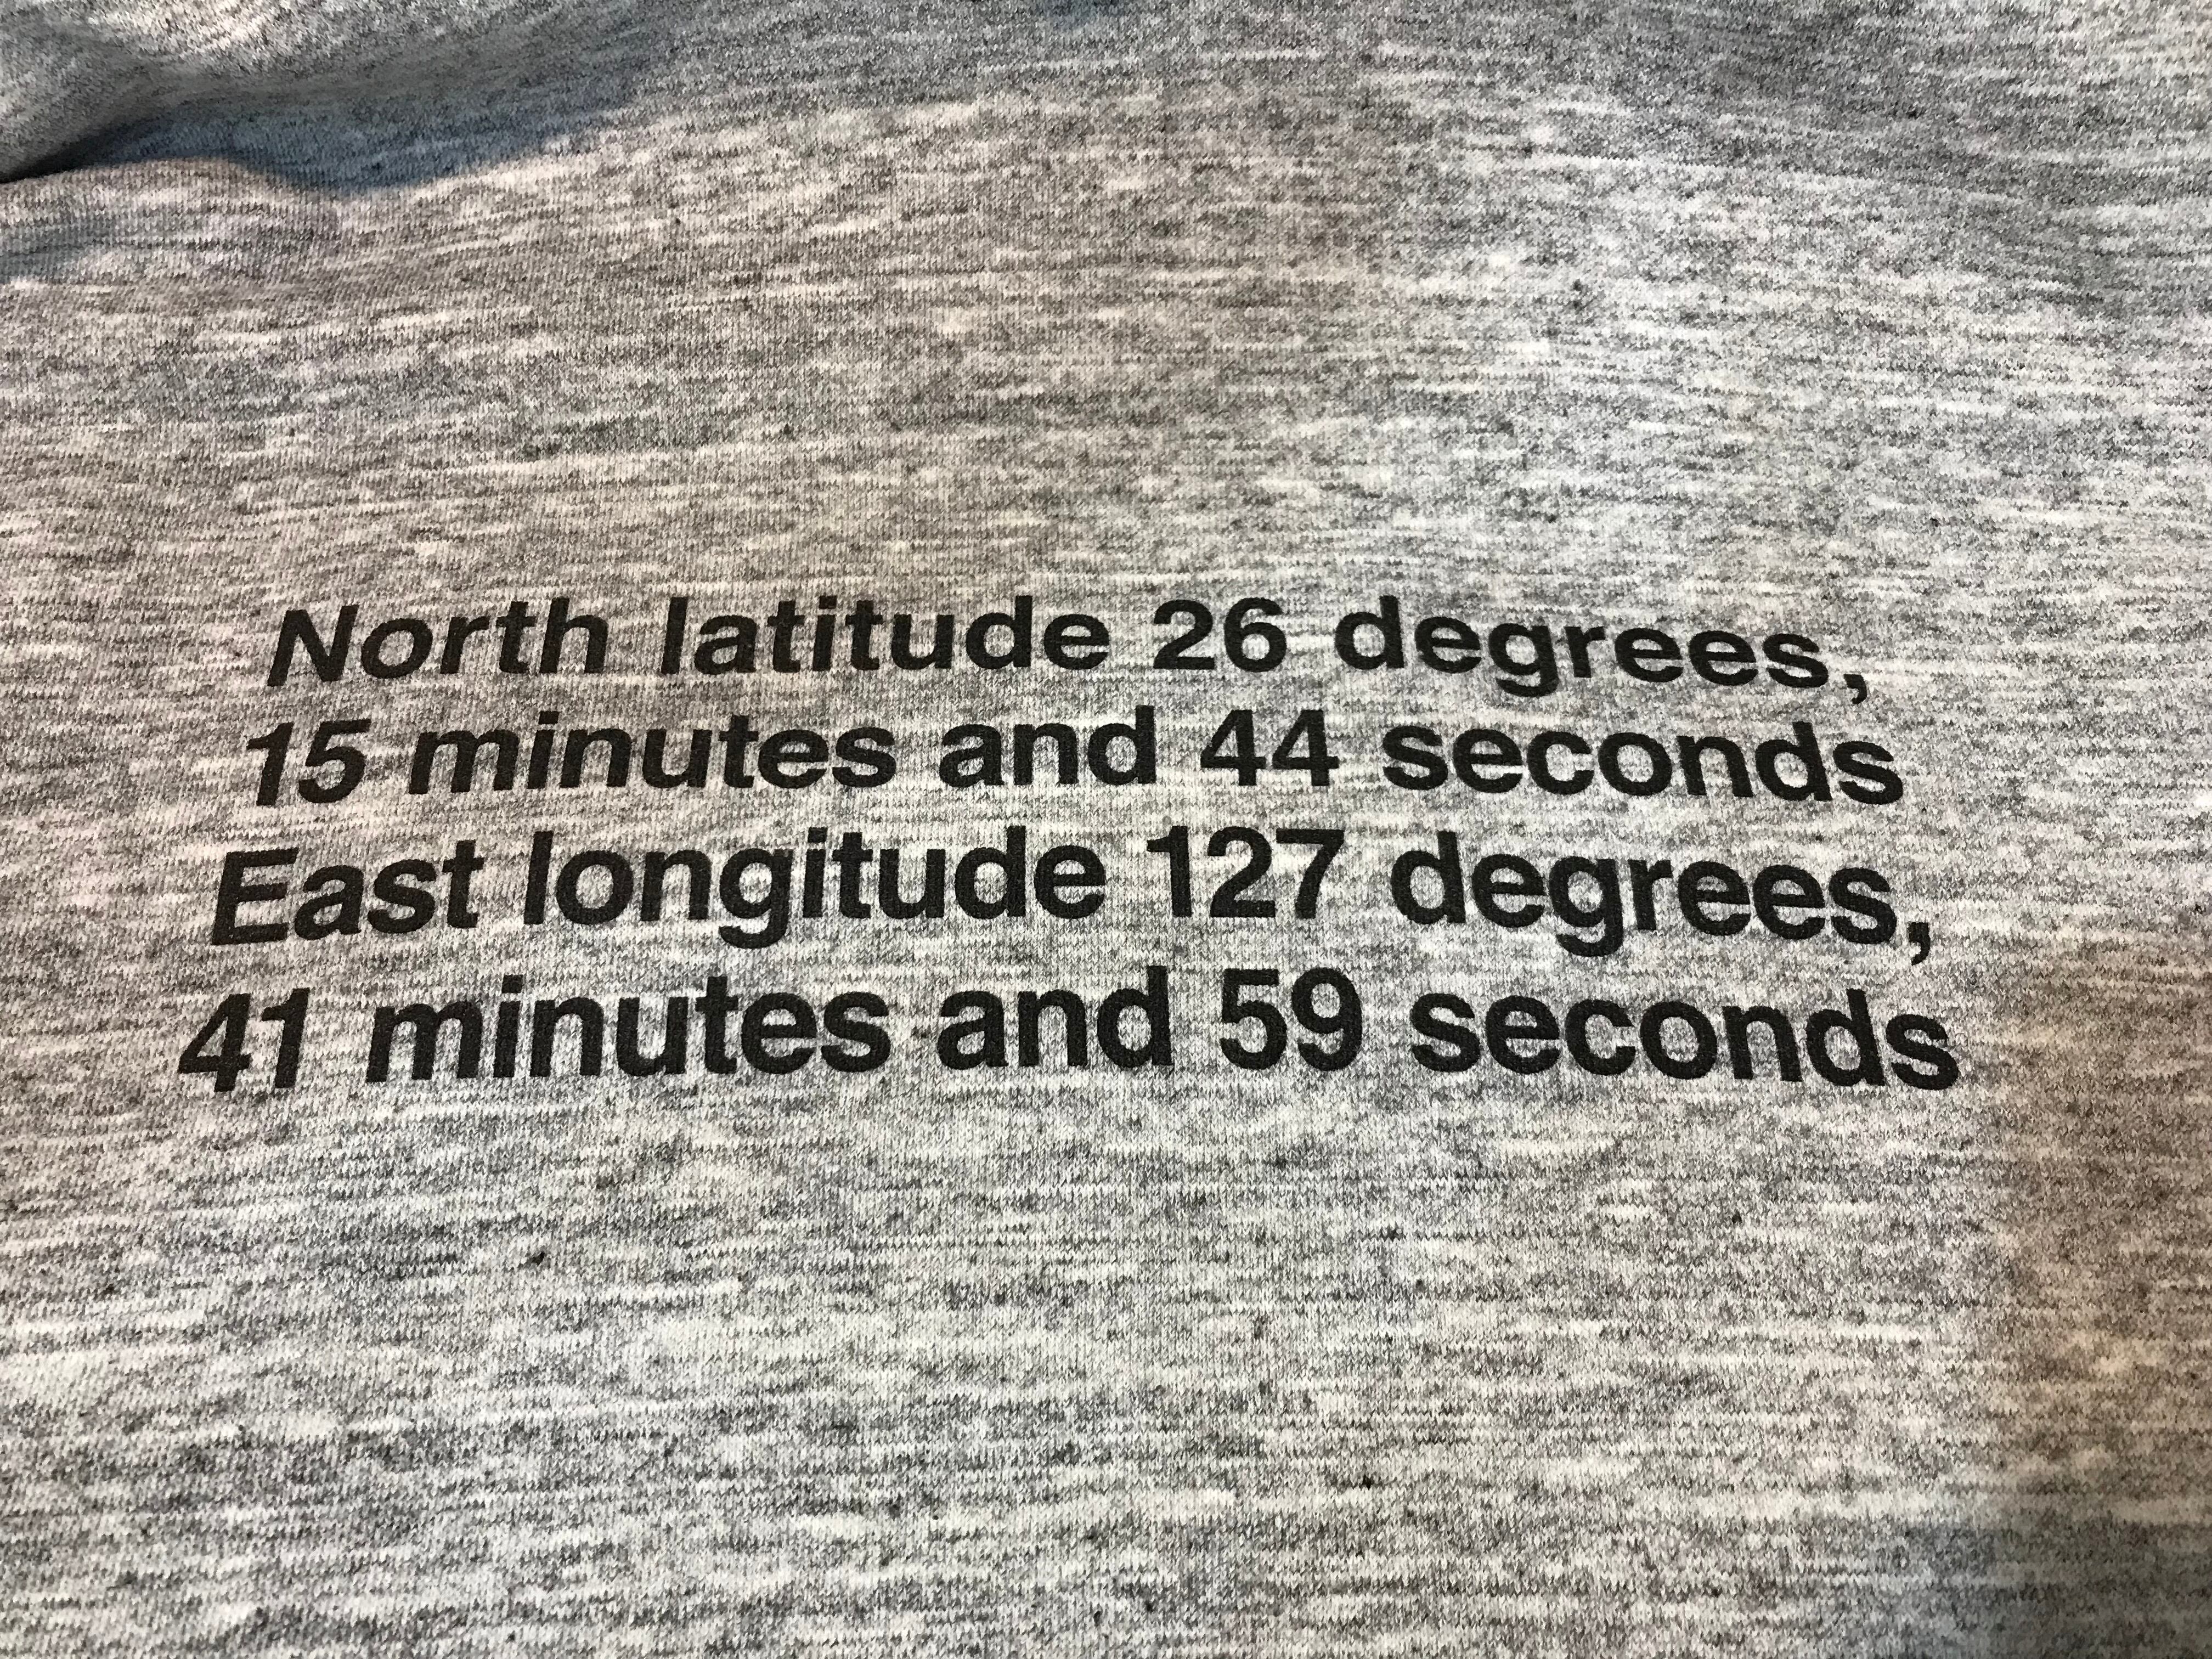 North latitude 26 degrees,
15 minutes and 44 seconds
East longitude 127 degrees,
41 minutes and 59 seconds